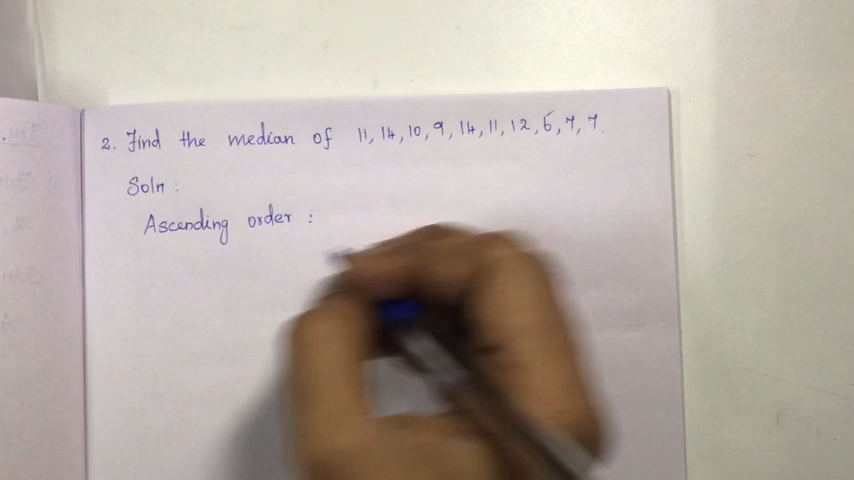 2. Find the median of 11, 14, 10, 9, 14, 11, 12, 6, 7, 7.
Soln :
Ascending order :